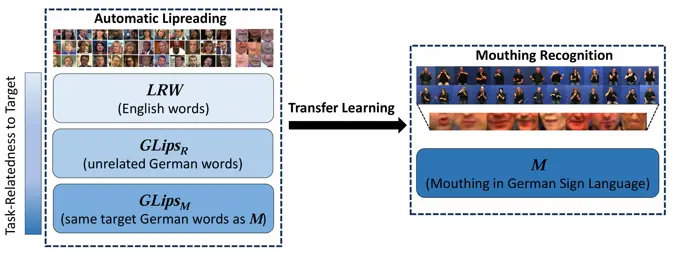 Automatic Lipreading
Task-Relatedness to Target
LRW
(English words)
GLips_R
(unrelated German words)
GLips_M
(same target German words as M)
Transfer Learning
Mouthing Recognition
M
(Mouthing in German Sign Language)